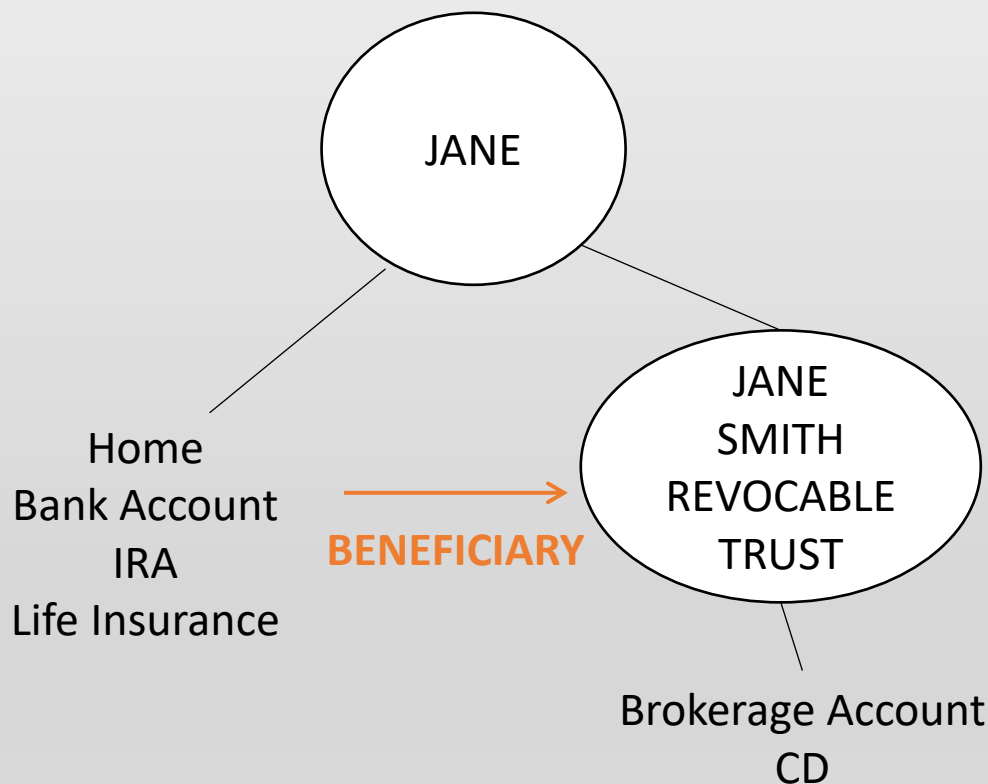 JANE
JANE
SMITH
REVOCABLE
TRUST
Home
Bank Account
IRA
Life Insurance
BENEFICIARY
Brokerage Account
CD